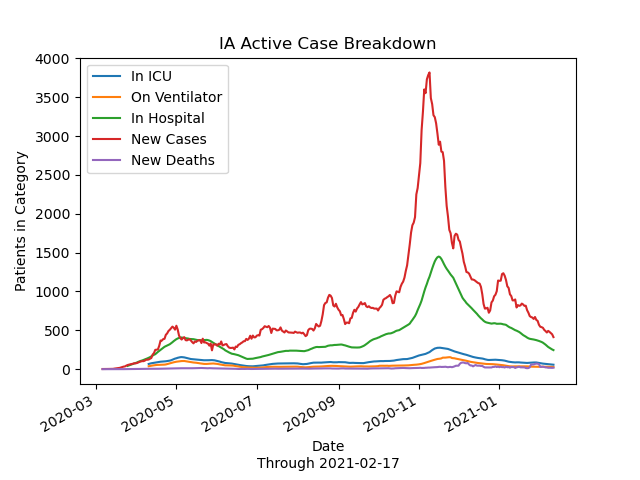 IA Active Case Breakdown
4000
3500
3000
2500
2000
1500
1000
500
0
Patients in Category
In ICU
On Ventilator
In Hospital
New Cases
New Deaths
2020-03
2020-05
2020-07
2020-09
2020-11
2021-01
Date
Through 2021-02-17